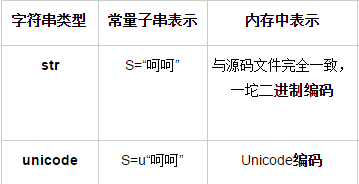 字符串类型 常量子串表示 内存中表示
str S=“呵呵” 与源码文件完全一致，
一坨二进制编码
unicode S=u“呵呵” Unicode编码